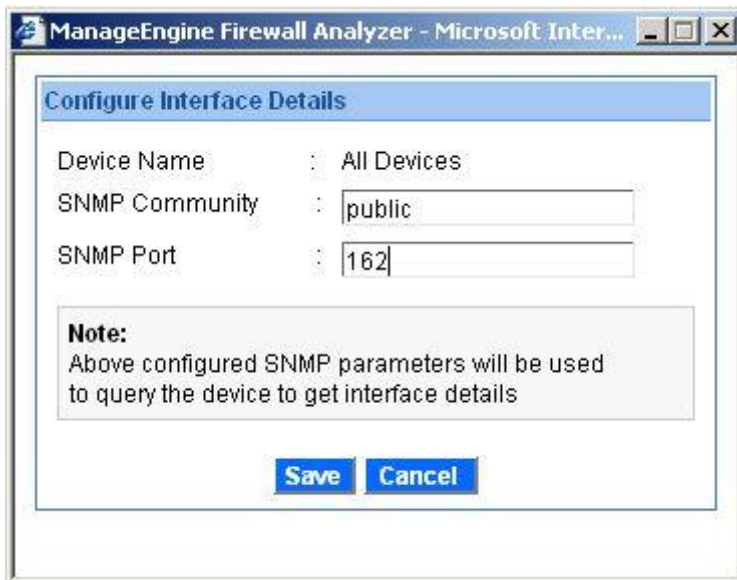 ManageEngine Firewall Analyzer - Microsoft Inter...
Configure Interface Details
Device Name : All Devices
SNMP Community : public
SNMP Port : 162
Note:
Above configured SNMP parameters will be used
to query the device to get interface details
Save Cancel